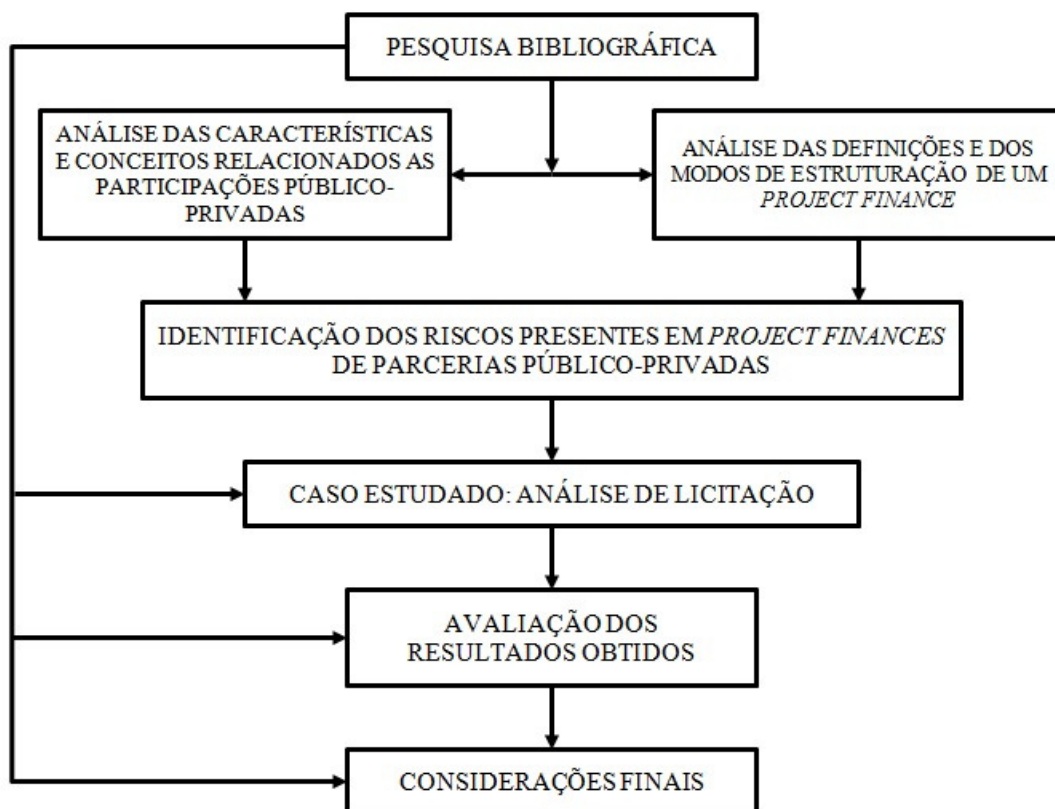 PESQUISA BIBLIOGRÁFICA
ANÁLISE DAS CARACTERÍSTICAS
E CONCEITOS RELACIONADOS AS
PARTICIPAÇÕES PÚBLICO-
PRIVADAS
ANÁLISE DAS DEFINIÇÕES E DOS
MODOS DE ESTRUTURAÇÃO DE UM
PROJECT FINANCE
IDENTIFICAÇÃO DOS RISCOS PRESENTES EM PROJECT FINANCES
DE PARCERIAS PÚBLICO-PRIVADAS
CASO ESTUDADO: ANÁLISE DE LICITAÇÃO
AVALIAÇÃO DOS
RESULTADOS OBTIDOS
CONSIDERAÇÕES FINAIS